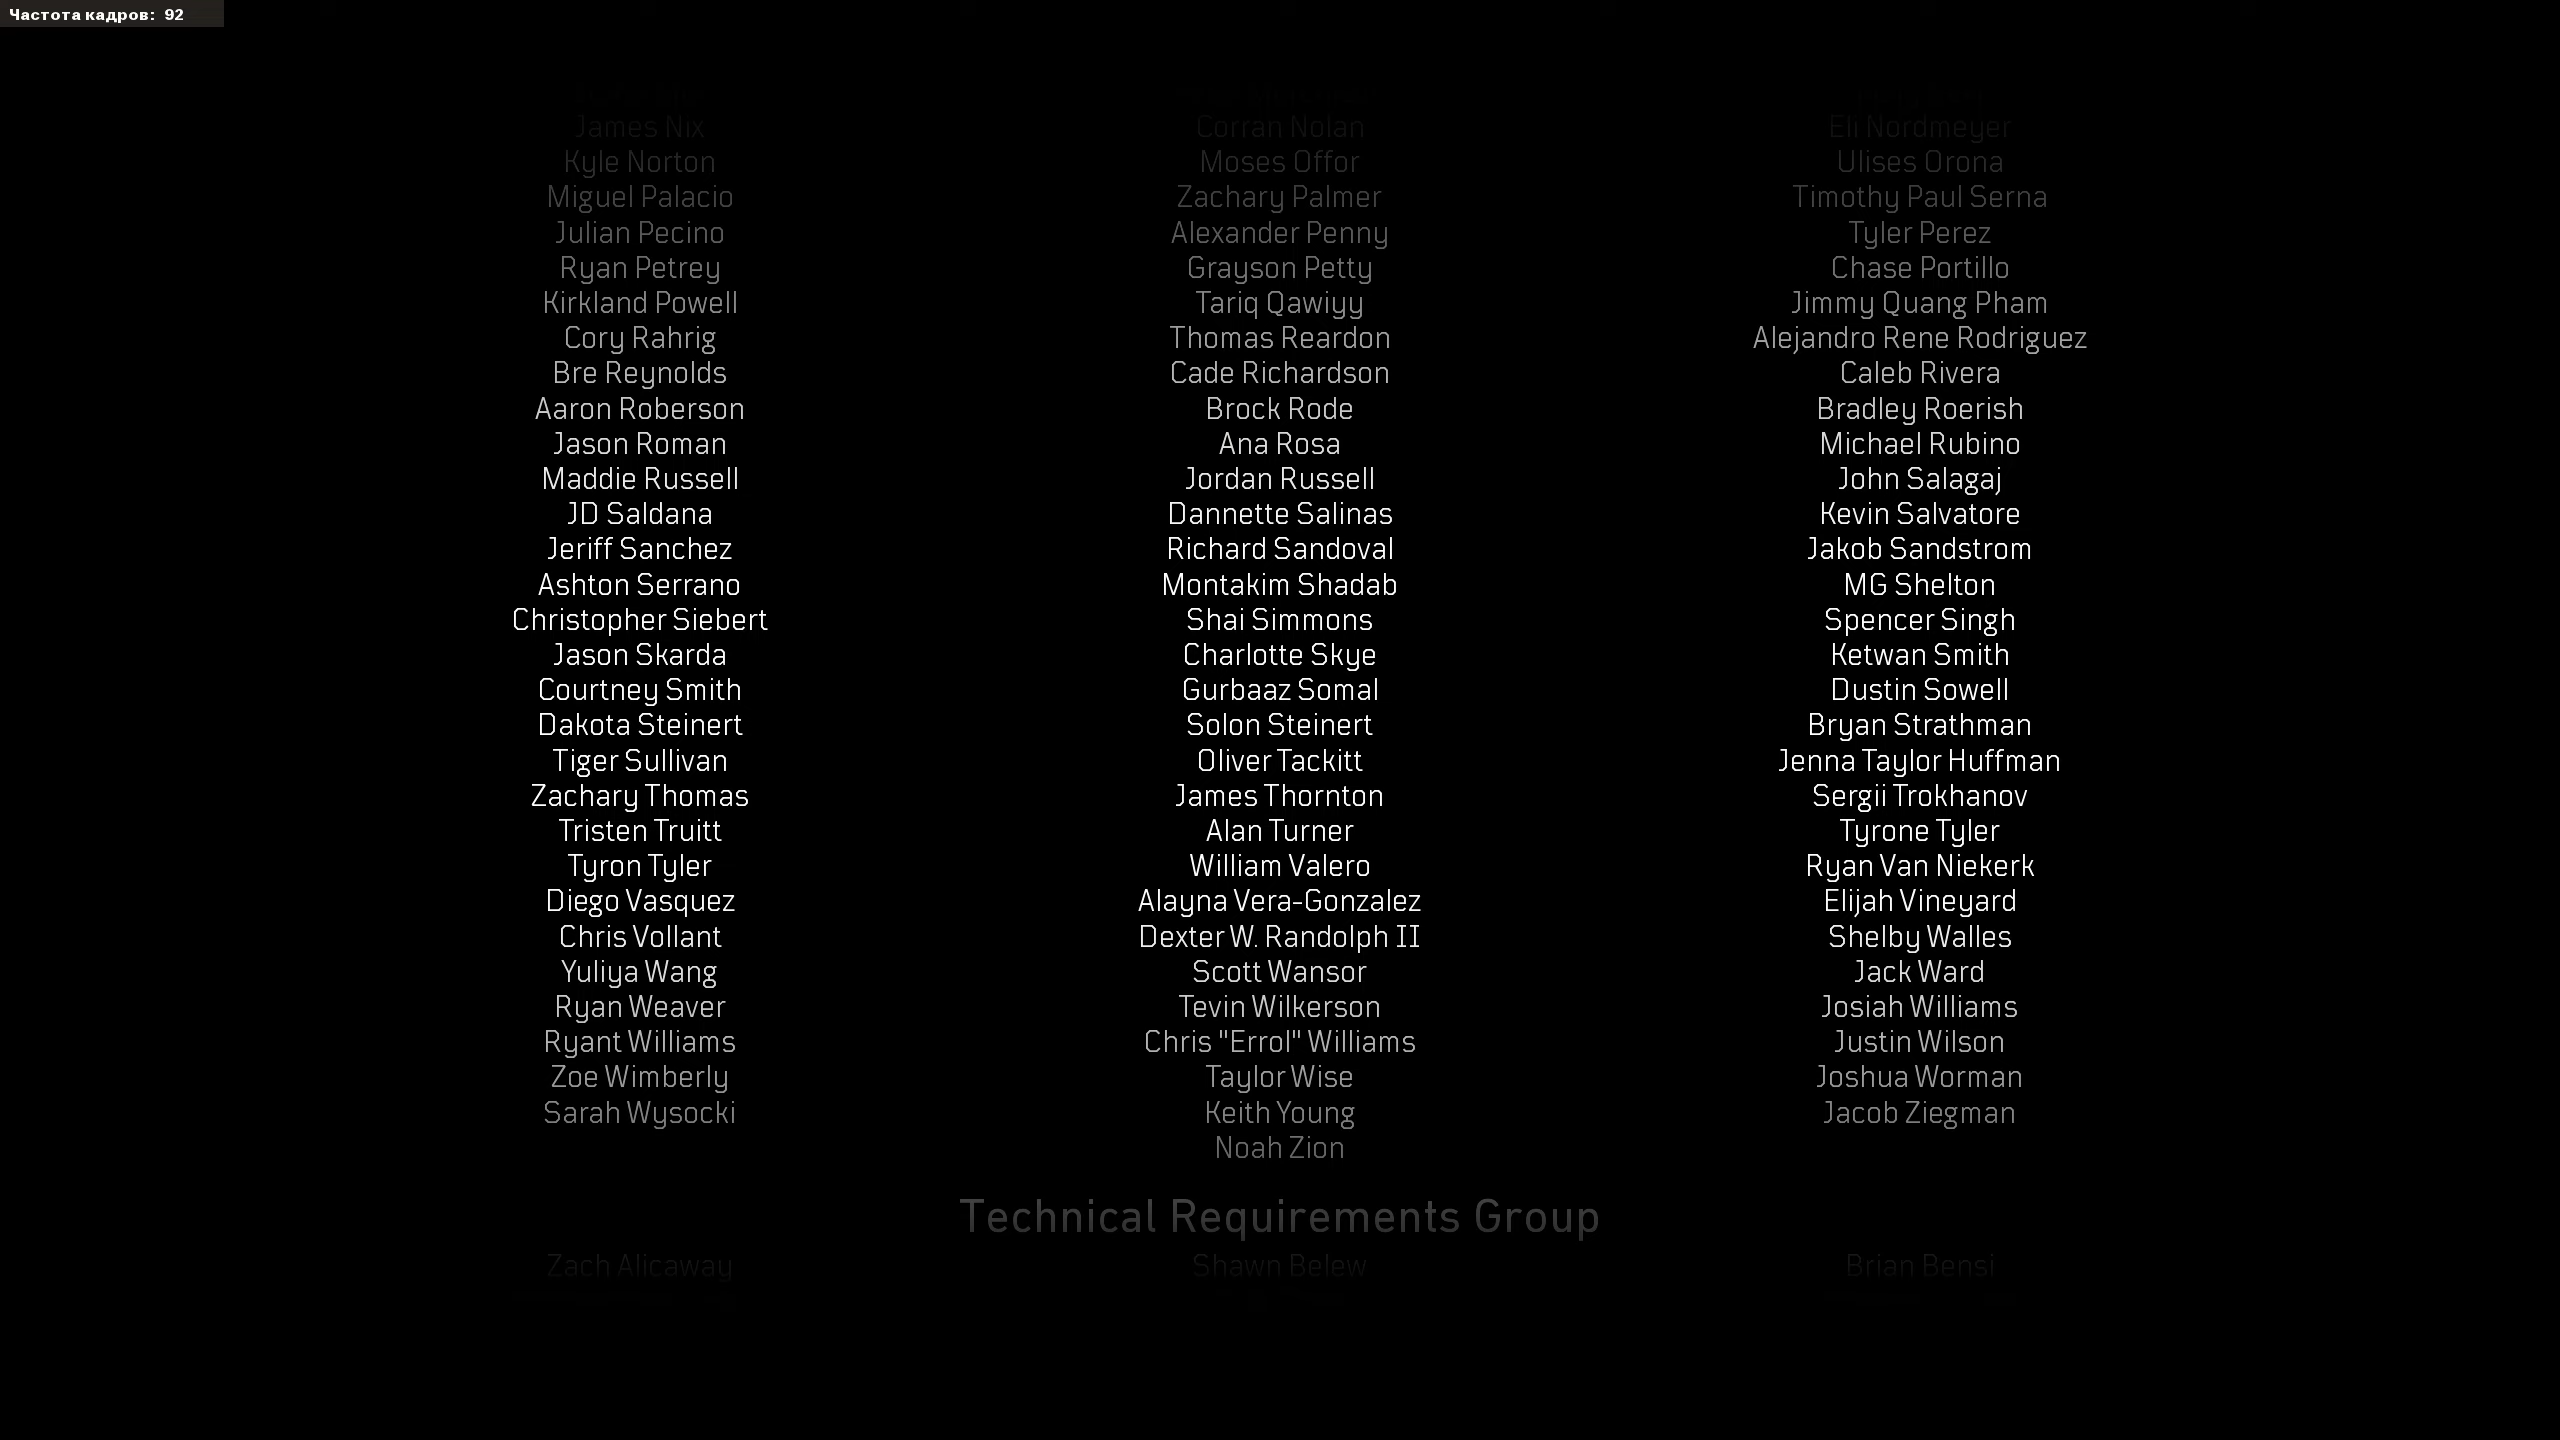 Частота кадров: 92
James Nix Corran Nolan Eli Nordmeyer
Kyle Norton Moses Offor Ulises Orona
Miguel Palacio Zachary Palmer Timothy Paul Serna
Julian Pecino Alexander Penny Tyler Perez
Ryan Petrey Grayson Petty Chase Portillo
Kirkland Powell Tariq Qawiyy Jimmy Quang Pham
Cory Rahrig Thomas Reardon Alejandro Rene Rodriguez
Bre Reynolds Cade Richardson Caleb Rivera
Aaron Roberson Brock Rode Bradley Roerish
Jason Roman Ana Rosa Michael Rubino
Maddie Russell Jordan Russell John Salagaj
JD Saldana Dannette Salinas Kevin Salvatore
Jeriff Sanchez Richard Sandoval Jakob Sandstrom
Ashton Serrano Montakim Shadab MG Shelton
Christopher Siebert Shai Simmons Spencer Singh
Jason Skarda Charlotte Skye Ketwan Smith
Courtney Smith Gurbaaz Somal Dustin Sowell
Dakota Steinert Solon Steinert Bryan Strathman
Tiger Sullivan Oliver Tackitt Jenna Taylor Huffman
Zachary Thomas James Thornton Sergii Trokhanov
Tristen Truitt Alan Turner Tyrone Tyler
Tyron Tyler William Valero Ryan Van Niekerk
Diego Vasquez Alayna Vera-Gonzalez Elijah Vineyard
Chris Vollant Dexter W. Randolph II Shelby Walles
Yuliya Wang Scott Wansor Jack Ward
Ryan Weaver Tevin Wilkerson Josiah Williams
Ryant Williams Chris "Errol" Williams Justin Wilson
Zoe Wimberly Taylor Wise Joshua Worman
Sarah Wysocki Keith Young Jacob Ziegman
Noah Zion
Technical Requirements Group
Zach Alicaway Shawn Belew Brian Bensi